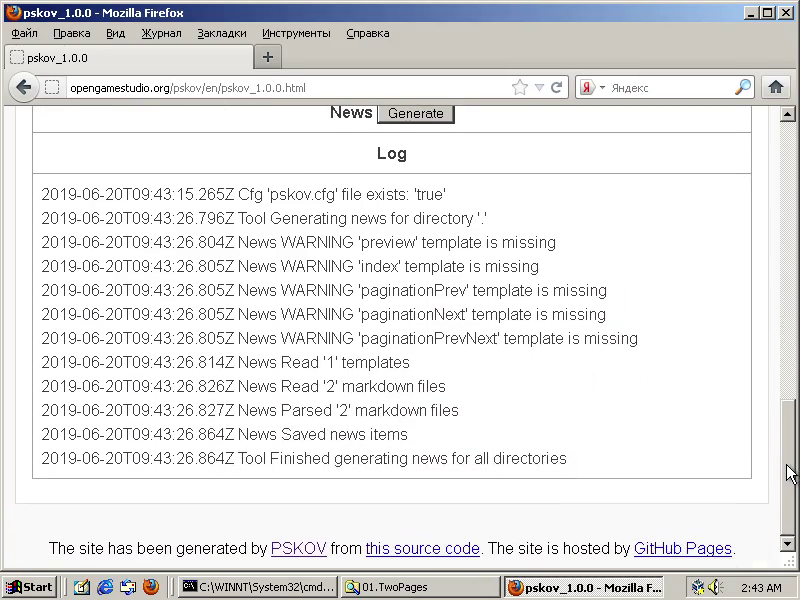 pskov_1.0.0 - Mozilla Firefox
Файл Правка Вид Журнал Закладки Инструменты Справка
pskov_1.0.0
opengamestudio.org/pskov/en/pskov_1.0.0.html
Яндекс
News Generate
Log
2019-06-20T09:43:15.265Z Cfg 'pskov.cfg' file exists: 'true'
2019-06-20T09:43:26.796Z Tool Generating news for directory '.'
2019-06-20T09:43:26.804Z News WARNING 'preview' template is missing
2019-06-20T09:43:26.805Z News WARNING 'index' template is missing
2019-06-20T09:43:26.805Z News WARNING 'paginationPrev' template is missing
2019-06-20T09:43:26.805Z News WARNING 'paginationNext' template is missing
2019-06-20T09:43:26.805Z News WARNING 'paginationPrevNext' template is missing
2019-06-20T09:43:26.814Z News Read '1' templates
2019-06-20T09:43:26.826Z News Read '2' markdown files
2019-06-20T09:43:26.827Z News Parsed '2' markdown files
2019-06-20T09:43:26.864Z News Saved news items
2019-06-20T09:43:26.864Z Tool Finished generating news for all directories
The site has been generated by PSKOV from this source code. The site is hosted by GitHub Pages.
Start C:\WINNT\System32\cmd... 01.TwoPages pskov_1.0.0 - Mozilla F... 2:43 AM